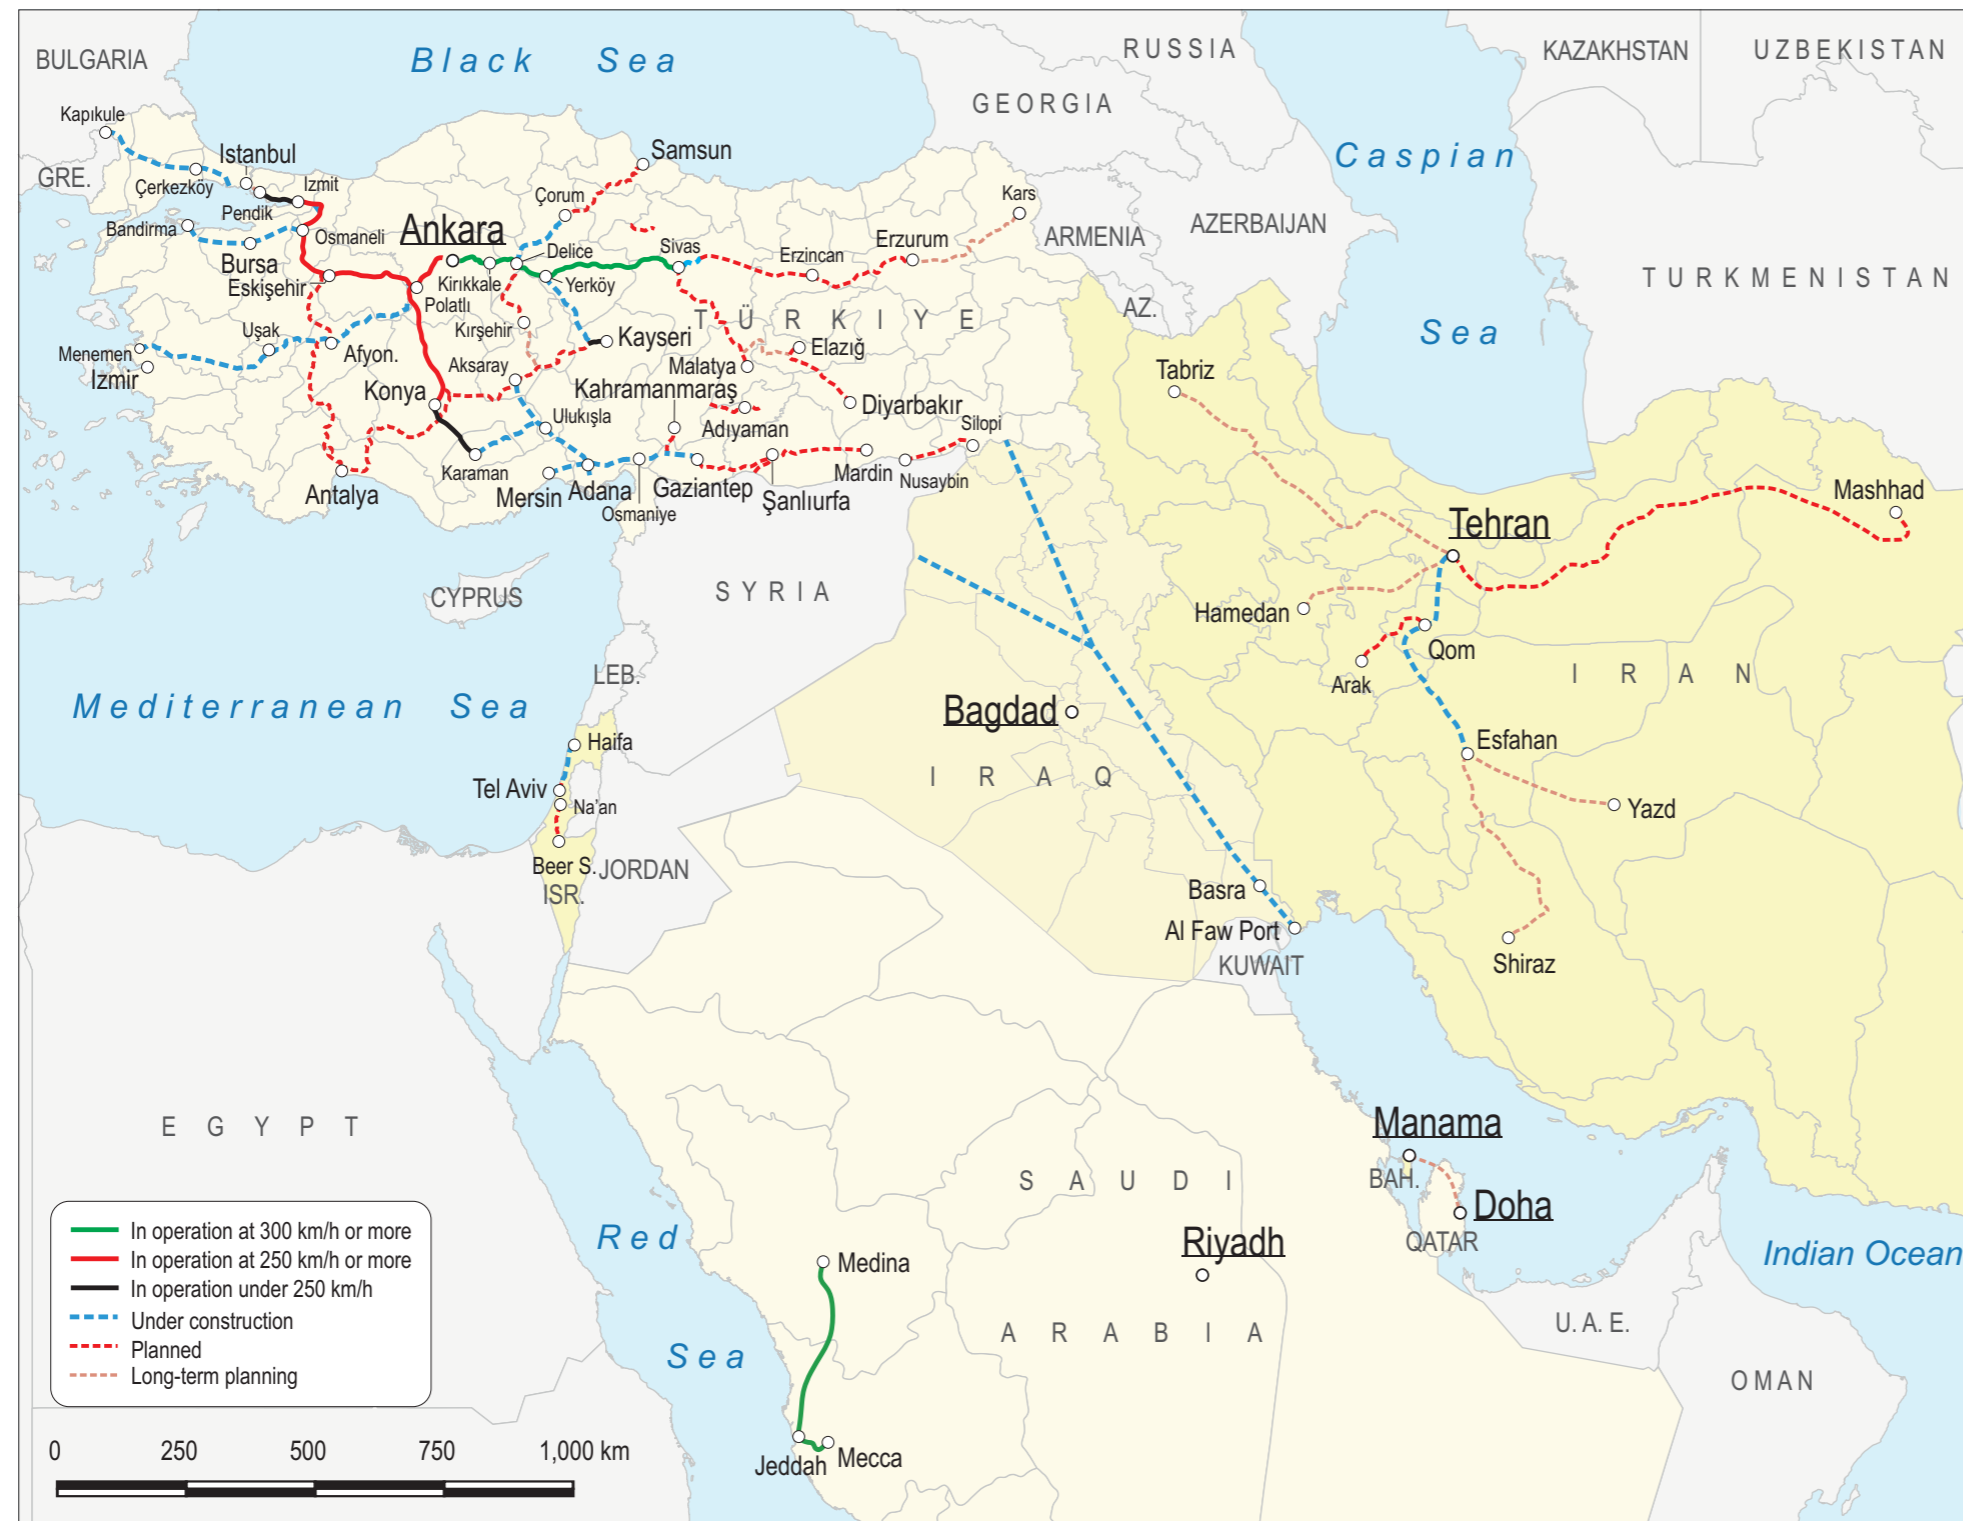 BULGARIA
Black Sea
RUSSIA
KAZAKHSTAN
UZBEKISTAN
GEORGIA
Kapıkule
Istanbul
Samsun
Caspian
Sea
GRE.
Çerkezköy
Izmit
Pendik
Çorum
Kars
Bandirma
Osmaneli
Ankara
ARMENIA
AZERBAIJAN
Bursa
Delice
Sivas
Erzincan
Erzurum
Eskişehir
Kirıkkale
Yerköy
Polatlı
TURKMENISTAN
AZ.
TÜRKIYE
Uşak
Kırşehir
Kayseri
Elazığ
Menemen
Afyon.
Aksaray
Malatya
Izmir
Konya
Kahramanmaraş
Tabriz
Ulukışla
Adıyaman
Diyarbakır
Silopi
Karaman
Mersin
Adana
Gaziantep
Mardin
Nusaybin
Antalya
Osmaniye
Şanlıurfa
Mashhad
Tehran
CYPRUS
SYRIA
Hamedan
Qom
Arak
IRAN
LEB.
Mediterranean Sea
Bagdad
Haifa
Esfahan
IRAQ
Tel Aviv
Na'an
Yazd
Beer S.
JORDAN
ISR.
Basra
Al Faw Port
KUWAIT
Shiraz
EGYPT
Manama
BAH.
SAUDI
Doha
QATAR
Riyadh
Red
Sea
Medina
Indian Ocean
ARABIA
U. A. E.
OMAN
Jeddah
Mecca
In operation at 300 km/h or more
In operation at 250 km/h or more
In operation under 250 km/h
Under construction
Planned
Long-term planning
0 250 500 750 1,000 km